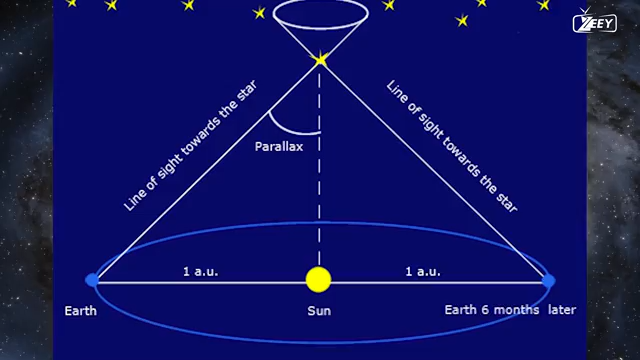 ZEEY
Line of sight towards the star
Line of sight towards the star
Parallax
1 a.u.
1 a.u.
Earth
Sun
Earth 6 months later